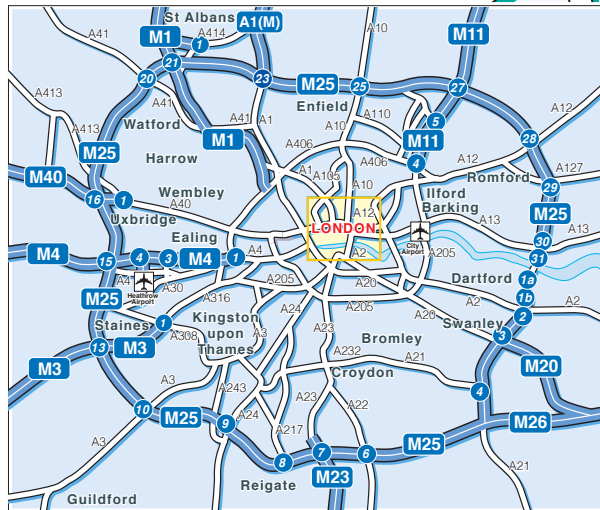 St Albans
A1(M)
A10
M11
A41
M1
1
A414
21
20
23
M25
25
27
A413
A41
Enfield
A12
Watford
A41
A1
A110
5
A10
M1
M11
28
A413
M25
Harrow
A406
A406
4
A12
M40
A1
A105
Romford
A127
Wembley
A10
Ilford
29
16
1
A40
A12
Barking
M25
Uxbridge
LONDON
A13
A13
Ealing
City
Airport
30
M4
A4
A2
A205
31
15
4
3
M4
1
A4
Heathrow
Airport
A30
A205
A20
Dartford
1a
M25
A316
A205
A2
1b
A2
Staines
1
Kingston
upon
Thames
A24
A20
2
A308
A3
A23
Swanley
3
13
M3
Bromley
M3
A232
A21
M20
A3
Croydon
A243
4
10
M25
A23
A22
A24
9
A217
M26
A3
M25
A21
8
7
6
Reigate
M23
Guildford